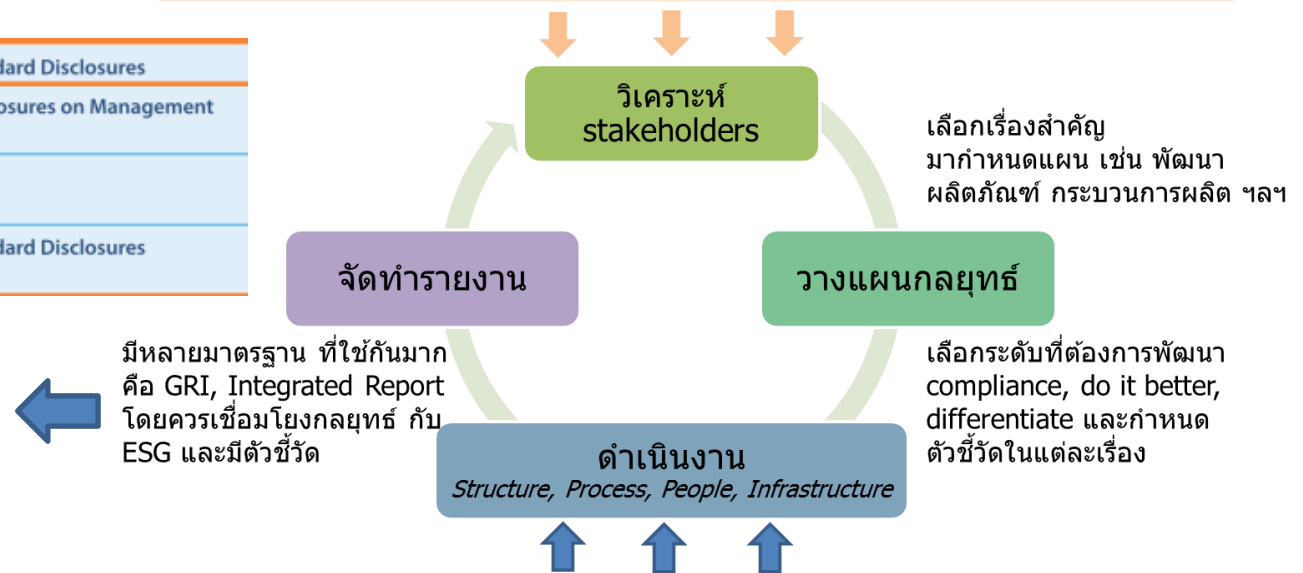 dard Disclosures
osures on Management
dard Disclosures
วิเคราะห์
stakeholders
เลือกเรื่องสำคัญ
มากำหนดแผน เช่น พัฒนา
ผลิตภัณฑ์ กระบวนการผลิต ฯลฯ
จัดทำรายงาน
วางแผนกลยุทธ์
มีหลายมาตรฐาน ที่ใช้กันมาก
คือ GRI, Integrated Report
โดยควรเชื่อมโยงกลยุทธ์ กับ
ESG และมีตัวชี้วัด
เลือกระดับที่ต้องการพัฒนา
compliance, do it better,
differentiate และกำหนด
ตัวชี้วัดในแต่ละเรื่อง
ดำเนินงาน
Structure, Process, People, Infrastructure